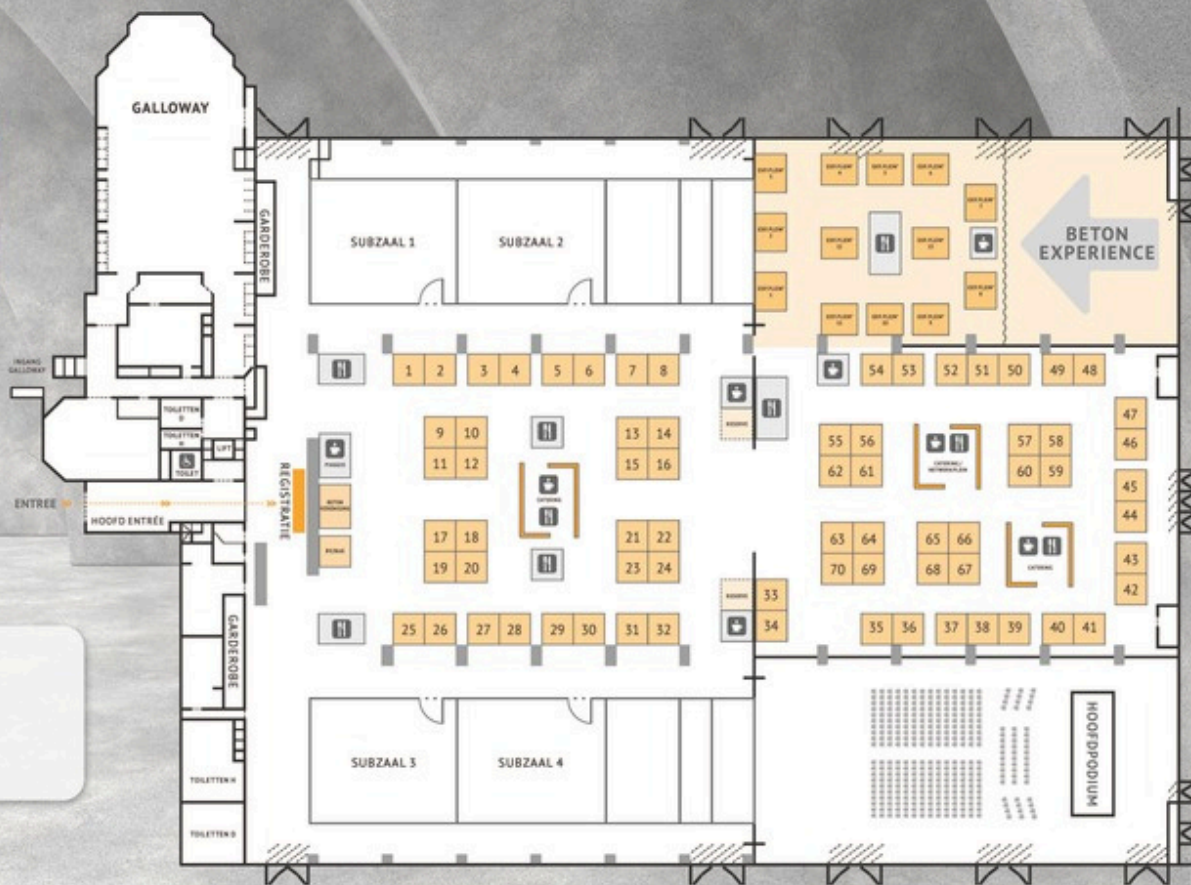 GALLOWAY
GARDEROBE
SUBZAAL 1
SUBZAAL 2
BETON
EXPERIENCE
INGANG
GALLOWAY
TOILETTEN
D
TOILETTEN
H
TOILET
LIFT
ENTREE
HOOFD ENTRÉE
REGISTRATIE
GARDEROBE
TOILETTEN H
TOILETTEN D
1 2 3 4 5 6 7 8
9 10
11 12
13 14
15 16
CATERING
17 18
19 20
21 22
23 24
25 26 27 28 29 30 31 32
33
34
54 53 52 51 50 49 48
47
46
45
44
43
42
55 56
62 61
CATERING/
NETWERKPLEIN
57 58
60 59
63 64
70 69
65 66
68 67
CATERING
35 36 37 38 39 40 41
SUBZAAL 3
SUBZAAL 4
HOOFDPODIUM